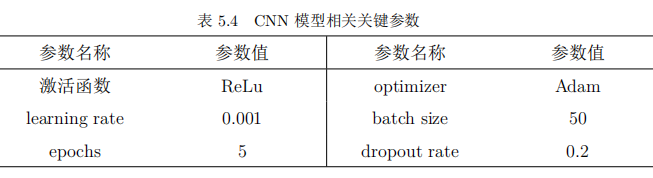 表 5.4 CNN 模型相关关键参数
参数名称 参数值 参数名称 参数值
激活函数 ReLu optimizer Adam
learning rate 0.001 batch size 50
epochs 5 dropout rate 0.2